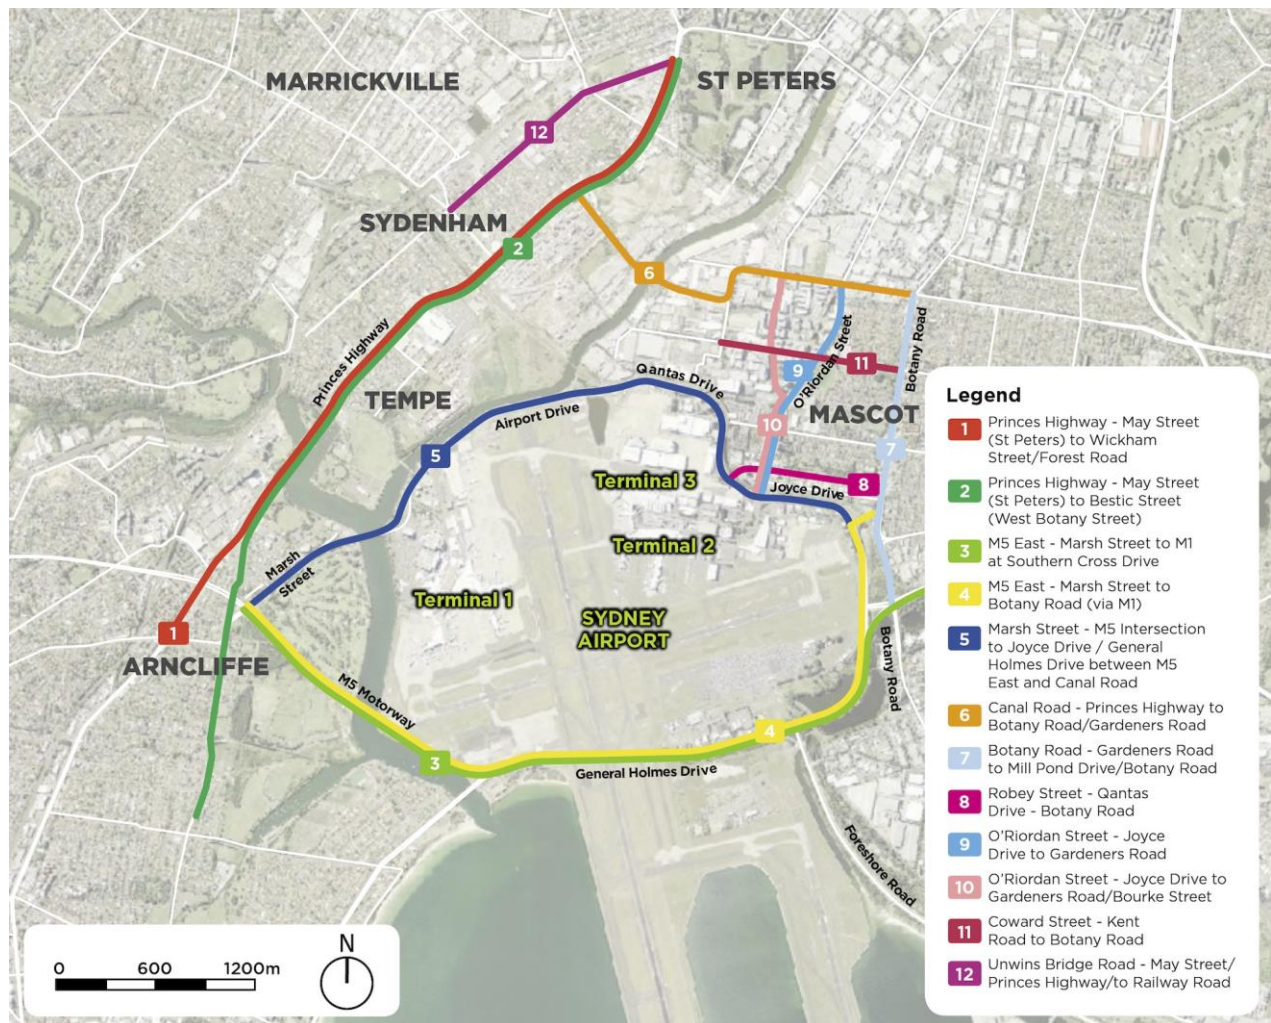 MARRICKVILLE
ST PETERS
12
SYDENHAM
2
6
Princes Highway
Botany Road
O'Riordan Street
11
9
Qantas Drive
TEMPE
Airport Drive
MASCOT
10
7
5
Terminal 3
8
Joyce Drive
Terminal 2
Marsh
Street
Terminal 1
SYDNEY
AIRPORT
1
ARNCLIFFE
Botany Road
M5 Motorway
4
3
General Holmes Drive
Foreshore Road
N
0 600 1200m
Legend
1 Princes Highway - May Street
(St Peters) to Wickham
Street/Forest Road
2 Princes Highway - May Street
(St Peters) to Bestic Street
(West Botany Street)
3 M5 East - Marsh Street to M1
at Southern Cross Drive
4 M5 East - Marsh Street to
Botany Road (via M1)
5 Marsh Street - M5 Intersection
to Joyce Drive / General
Holmes Drive between M5
East and Canal Road
6 Canal Road - Princes Highway to
Botany Road/Gardeners Road
7 Botany Road - Gardeners Road
to Mill Pond Drive/Botany Road
8 Robey Street - Qantas
Drive - Botany Road
9 O'Riordan Street - Joyce
Drive to Gardeners Road
10 O'Riordan Street - Joyce Drive to
Gardeners Road/Bourke Street
11 Coward Street - Kent
Road to Botany Road
12 Unwins Bridge Road - May Street/
Princes Highway/to Railway Road